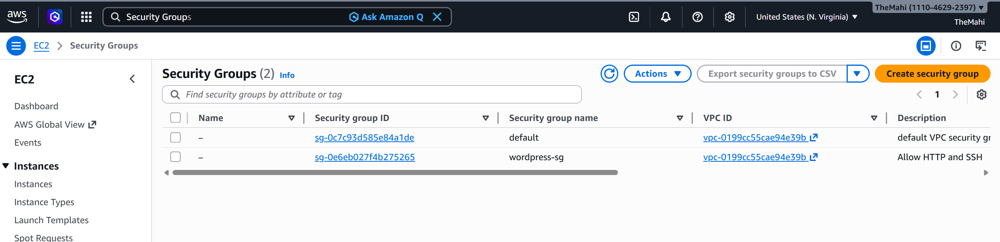 aws
Security Groups
Ask Amazon Q
United States (N. Virginia)
TheMahi (1110-4629-2397)
TheMahi
EC2
Security Groups
EC2
Dashboard
AWS Global View
Events
Instances
Instances
Instance Types
Launch Templates
Spot Requests
Security Groups (2) Info
Actions
Export security groups to CSV
Create security group
Find security groups by attribute or tag
1
Name Security group ID Security group name VPC ID Description
– sg-0c7c93d585e84a1de default vpc-0199cc55cae94e39b default VPC security gr
– sg-0e6eb027f4b275265 wordpress-sg vpc-0199cc55cae94e39b Allow HTTP and SSH